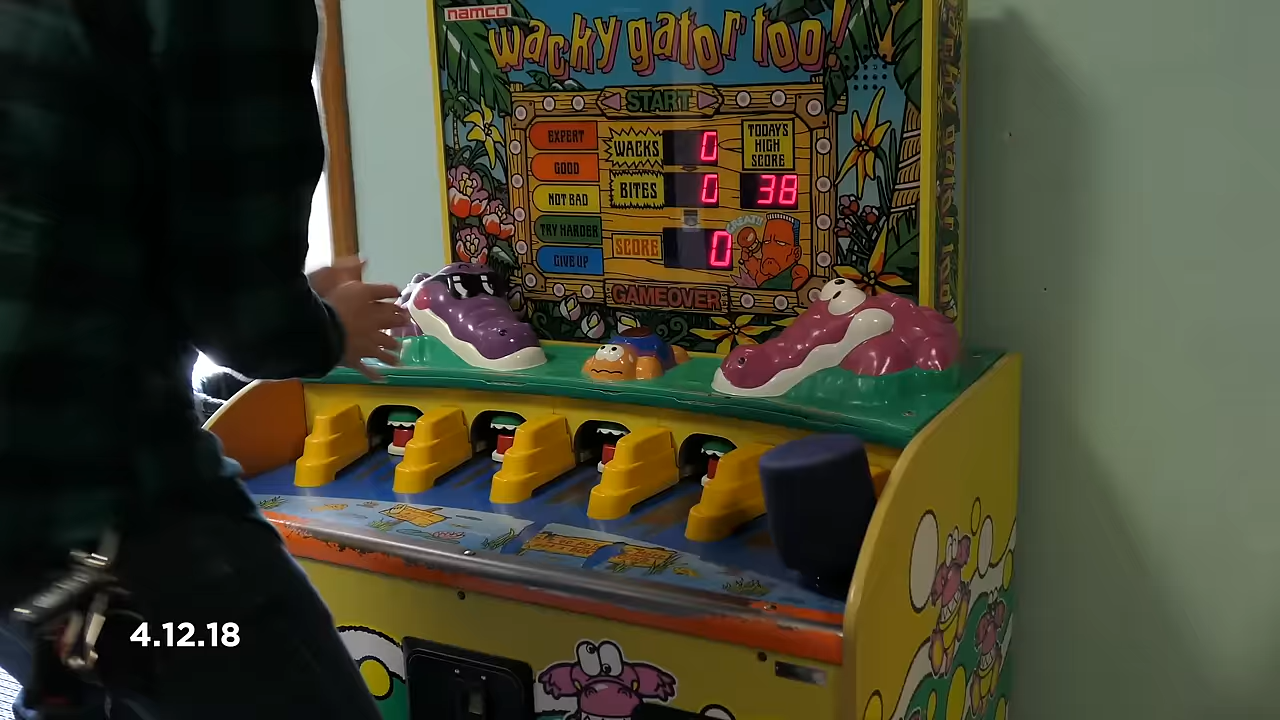 namco
wacky gator too!
START
EXPERT
GOOD
NOT BAD
TRY HARDER
GIVE UP
WACKS 0
BITES 0
SCORE 0
TODAY'S
HIGH
SCORE
38
GREAT!!
GAMEOVER
4.12.18